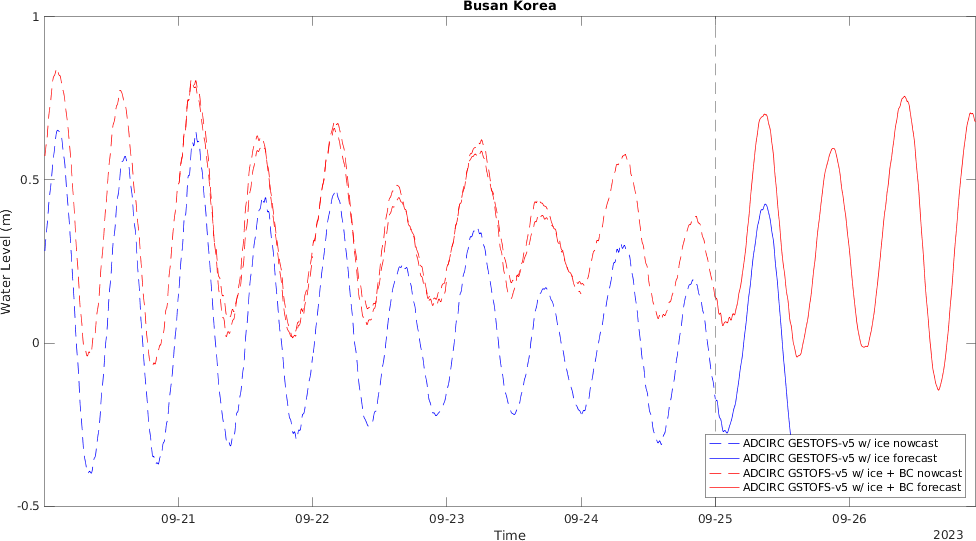 Busan Korea
1
0.5
0
-0.5
Water Level (m)
ADCIRC GESTOFS-v5 w/ ice nowcast
ADCIRC GESTOFS-v5 w/ ice forecast
ADCIRC GSTOFS-v5 w/ ice + BC nowcast
ADCIRC GSTOFS-v5 w/ ice + BC forecast
09-21 09-22 09-23 09-24 09-25 09-26
Time
2023